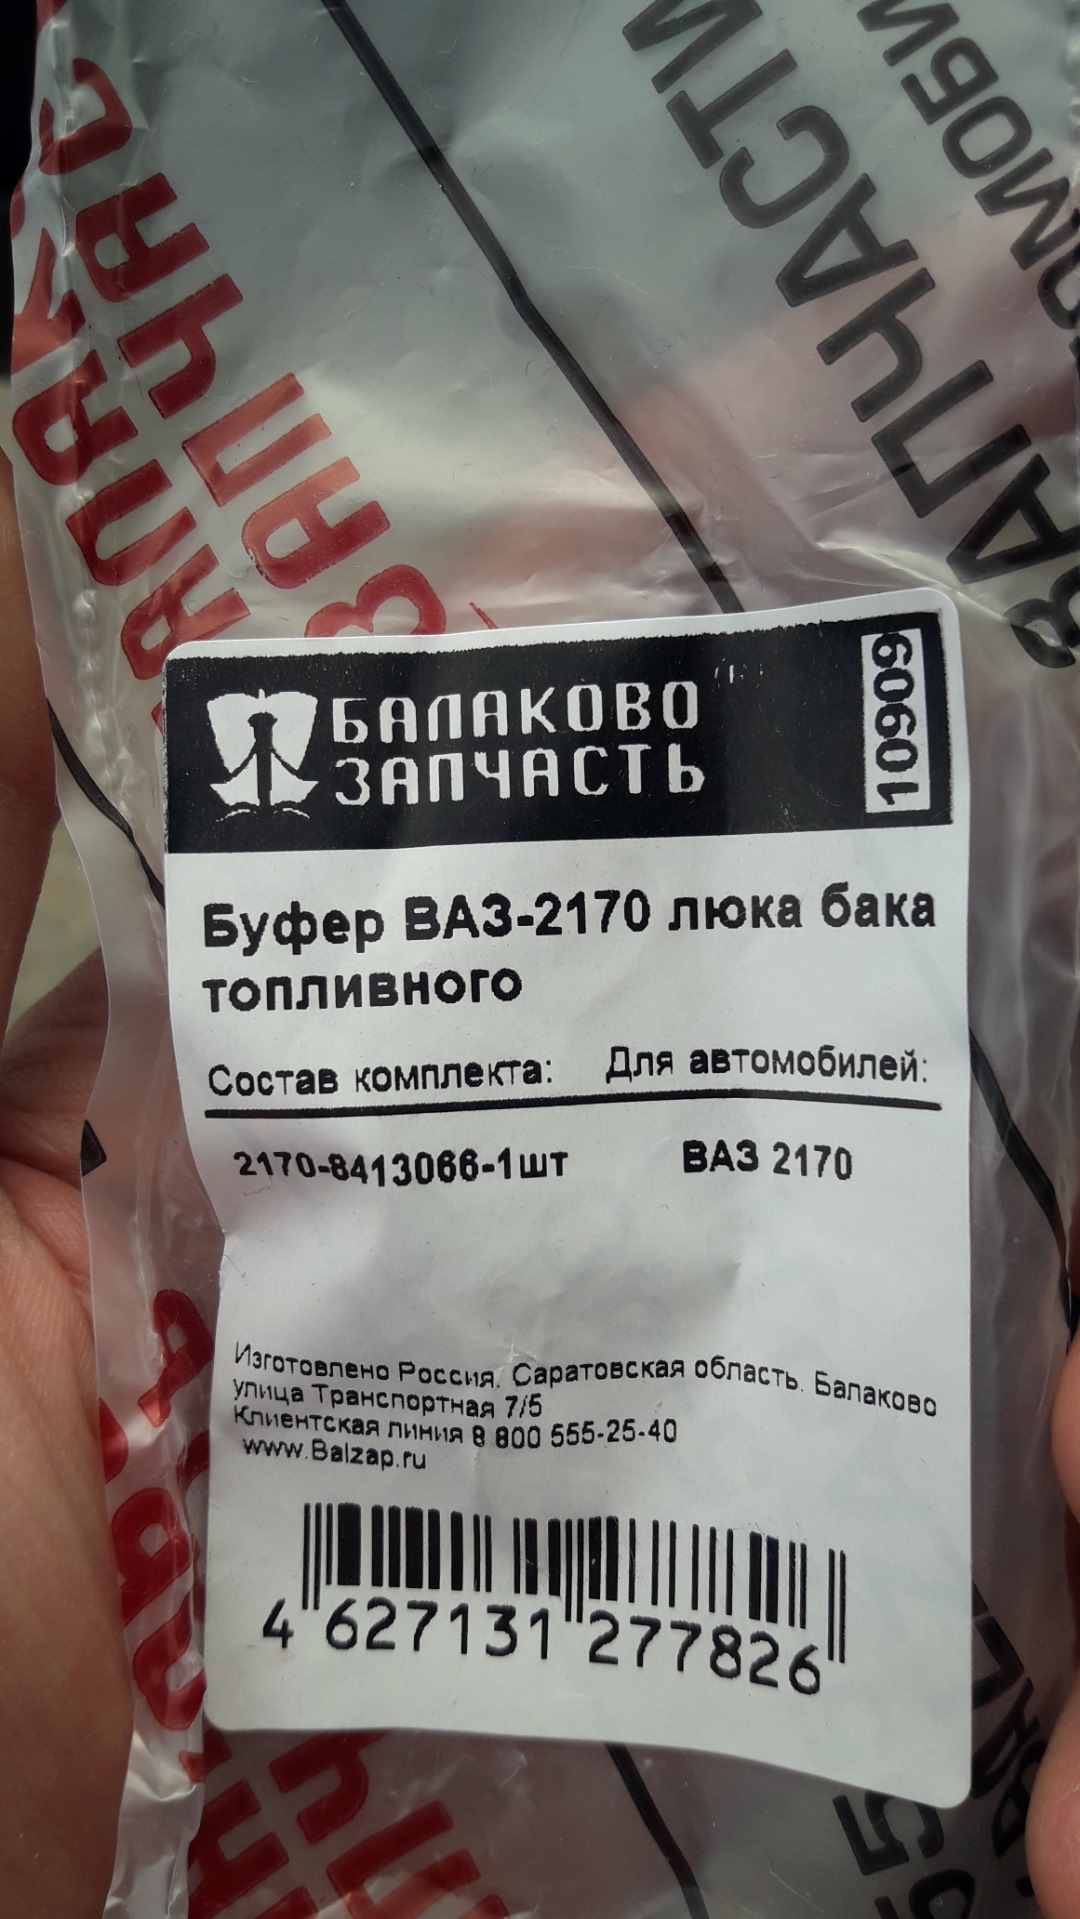 ЗАПЧАС
ЗАПЧАСТИ
БАЛАКОВО
ЗАПЧАСТЬ
10909
Буфер ВАЗ-2170 люка бака
топливного
Состав комплекта: Для автомобилей:
2170-8413066-1шт ВАЗ 2170
Изготовлено Россия. Саратовская область. Балаково
улица Транспортная 7/5
Клиентская линия 8 800 555-25-40
www.Balzap.ru
4 627131 277826